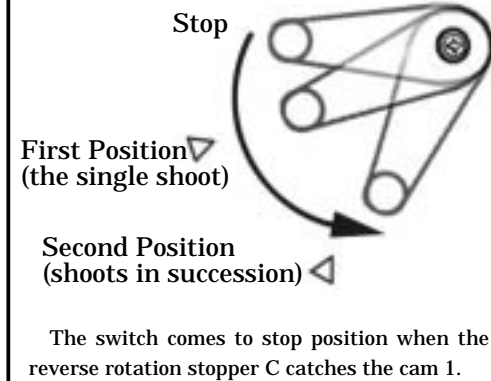 Stop
First Position
(the single shoot)
Second Position
(shoots in succession)
The switch comes to stop position when the
reverse rotation stopper C catches the cam 1.